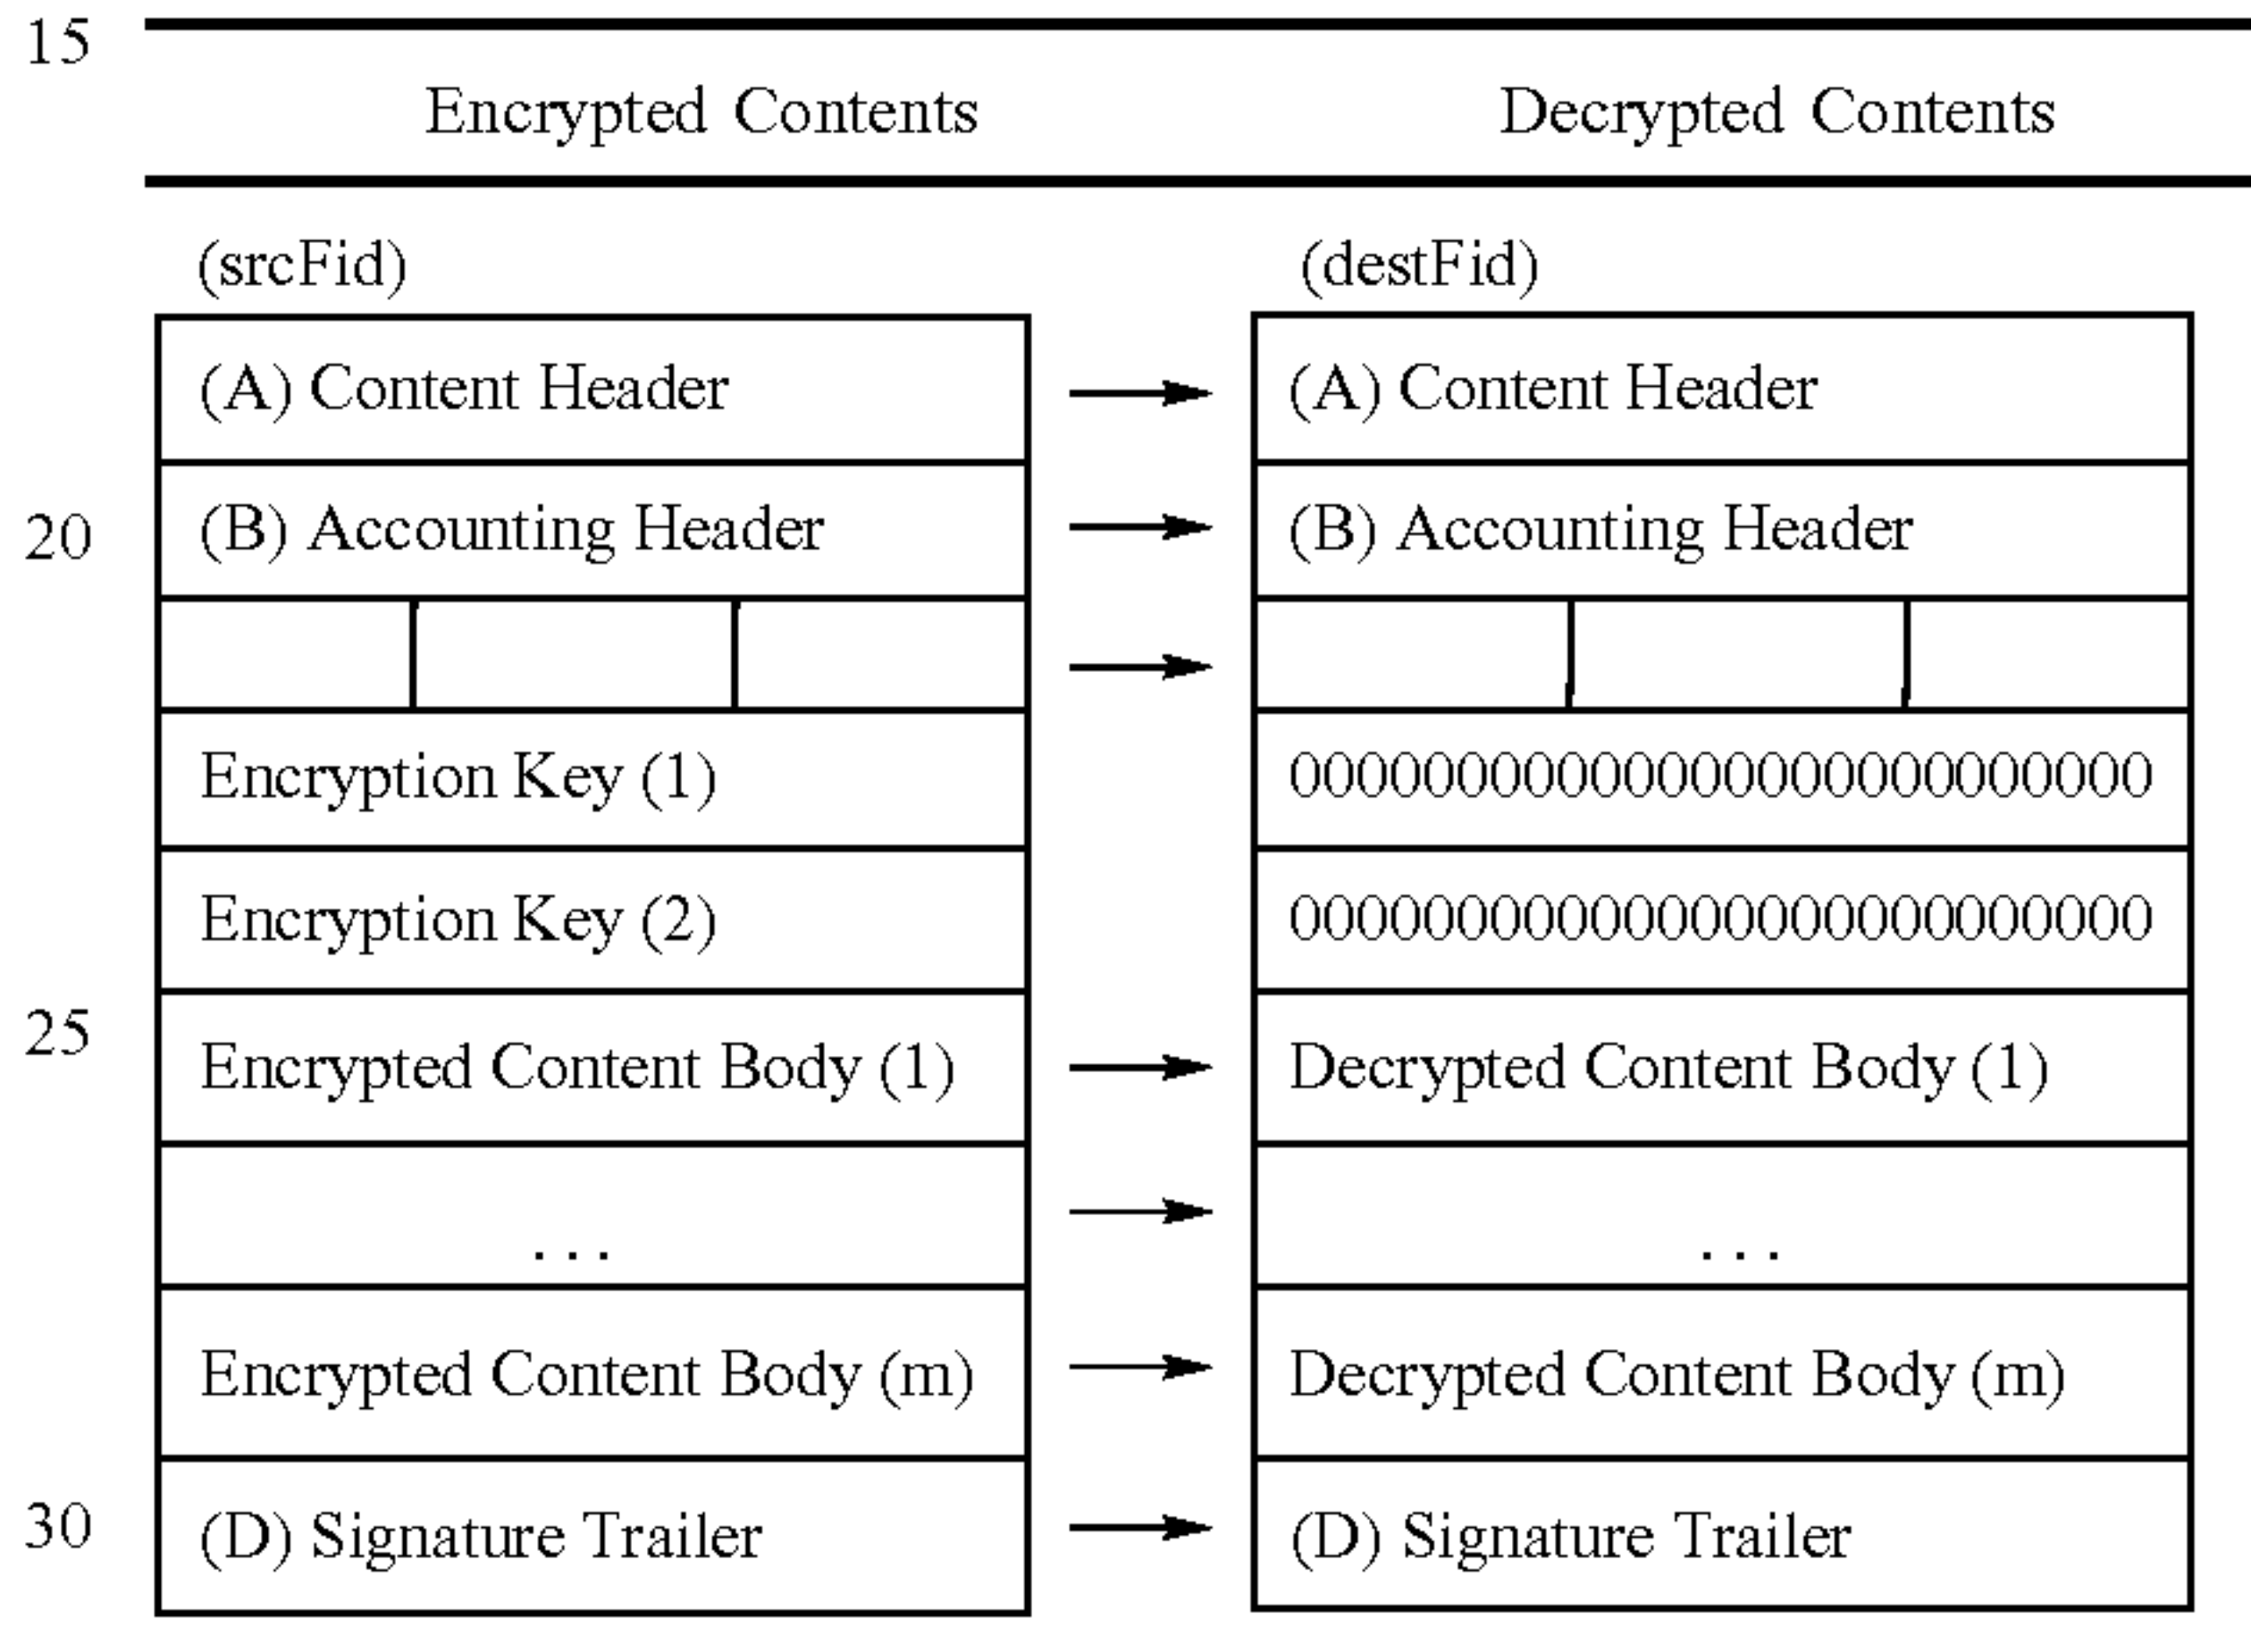 15
Encrypted Contents Decrypted Contents
(srcFid) (destFid)
(A) Content Header (A) Content Header
20 (B) Accounting Header (B) Accounting Header
Encryption Key (1) 00000000000000000000000000
Encryption Key (2) 00000000000000000000000000
25 Encrypted Content Body (1) Decrypted Content Body (1)
... ...
Encrypted Content Body (m) Decrypted Content Body (m)
30 (D) Signature Trailer (D) Signature Trailer